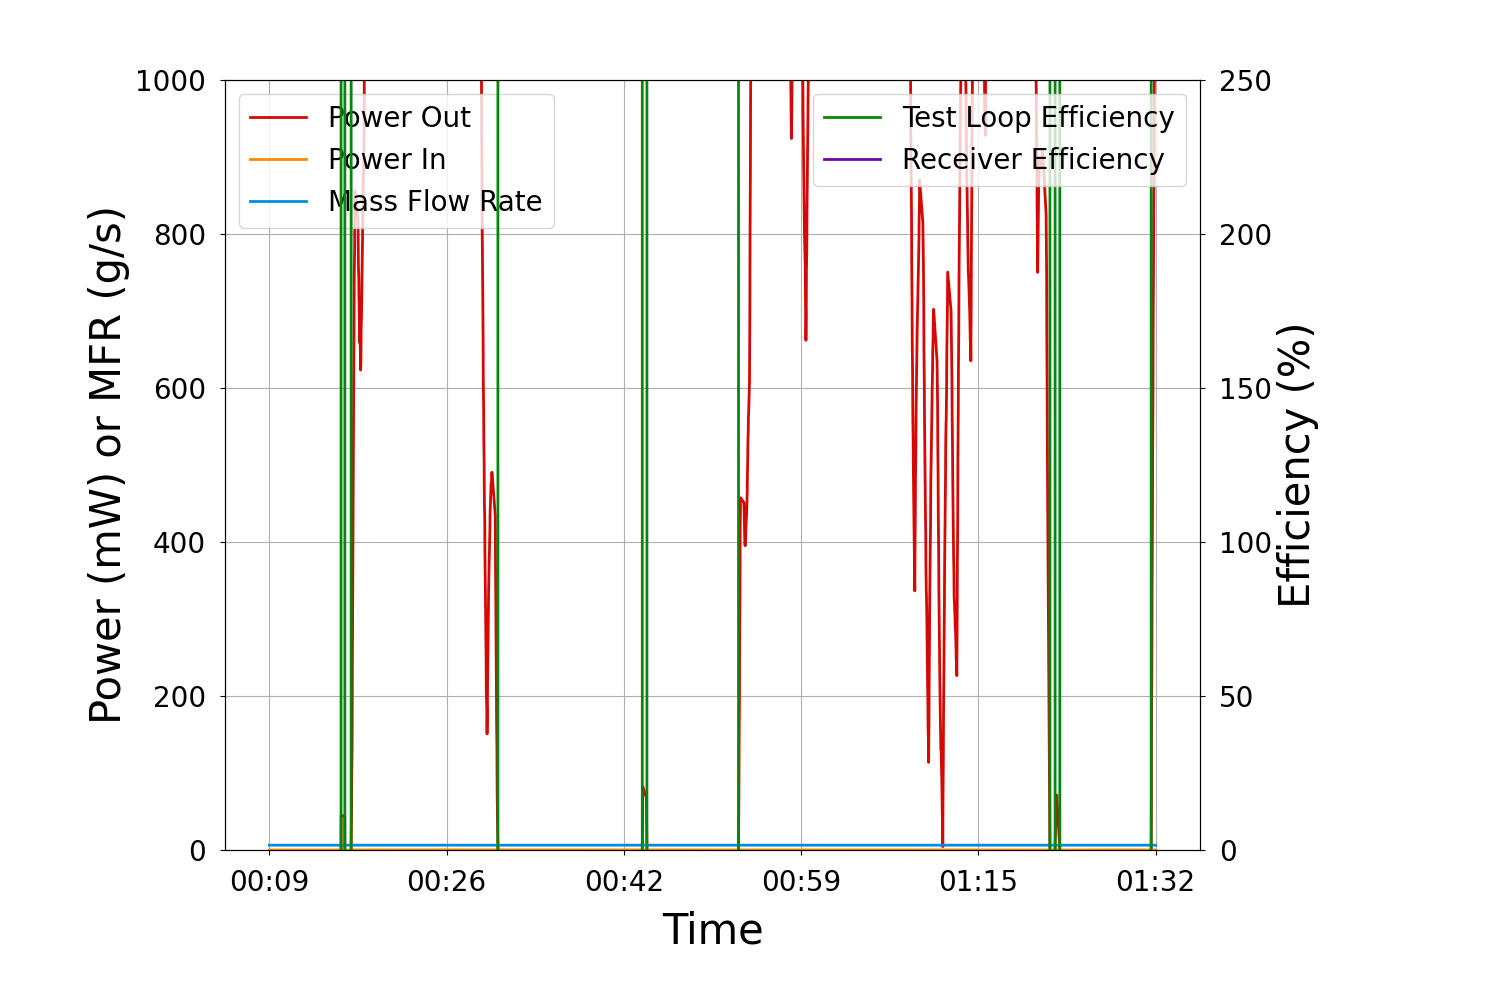 1000
800
600
400
200
0
Power (mW) or MFR (g/s)
Power Out
Power In
Mass Flow Rate
Test Loop Efficiency
Receiver Efficiency
250
200
150
100
50
0
Efficiency (%)
00:09 00:26 00:42 00:59 01:15 01:32
Time